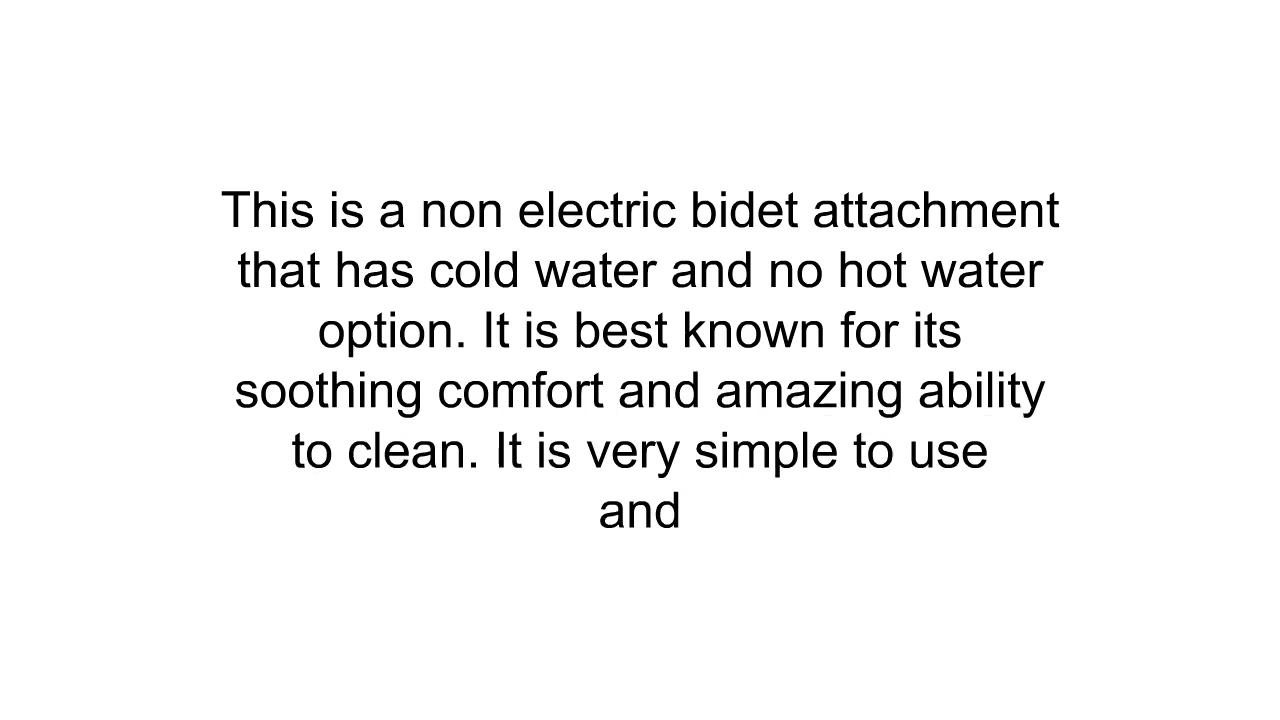 This is a non electric bidet attachment
that has cold water and no hot water
option. It is best known for its
soothing comfort and amazing ability
to clean. It is very simple to use
and